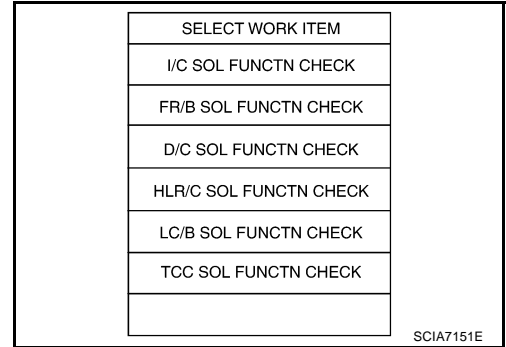 SELECT WORK ITEM
I/C SOL FUNCTN CHECK
FR/B SOL FUNCTN CHECK
D/C SOL FUNCTN CHECK
HLR/C SOL FUNCTN CHECK
LC/B SOL FUNCTN CHECK
TCC SOL FUNCTN CHECK
SCIA7151E